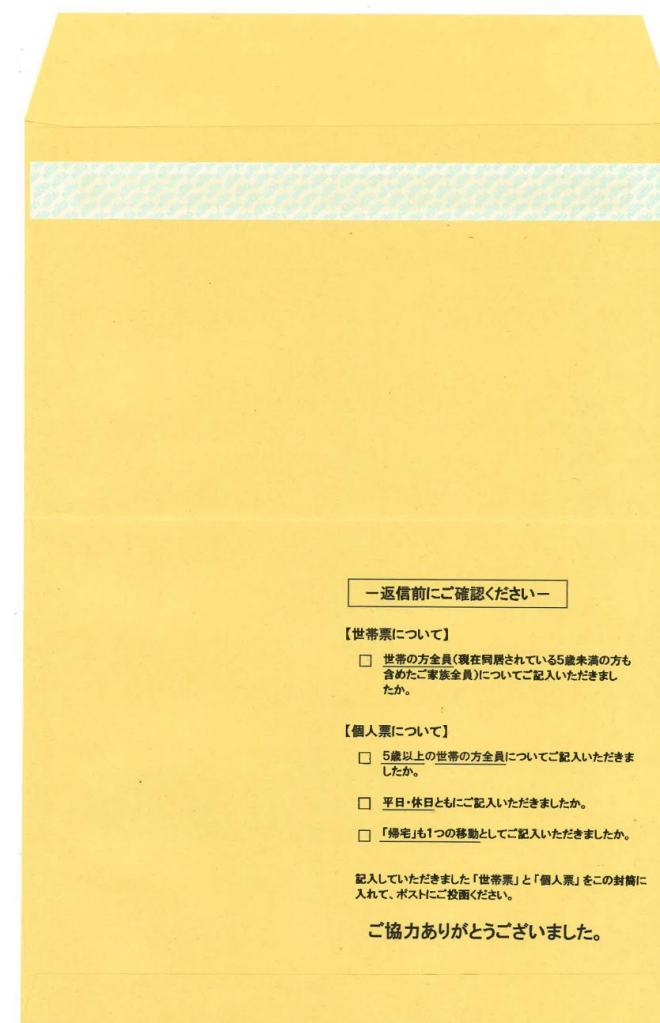 －返信前にご確認ください－
【世帯票について】
□ 世帯の方全員(現在同居されている5歳未満の方も
含めたご家族全員)についてご記入いただきまし
たか。
【個人票について】
□ 5歳以上の世帯の方全員についてご記入いただきま
したか。
□ 平日・休日ともにご記入いただきましたか。
□ 「帰宅」も1つの移動としてご記入いただきましたか。
記入していただきました「世帯票」と「個人票」をこの封筒に
入れて、ポストにご投函ください。
ご協力ありがとうございました。